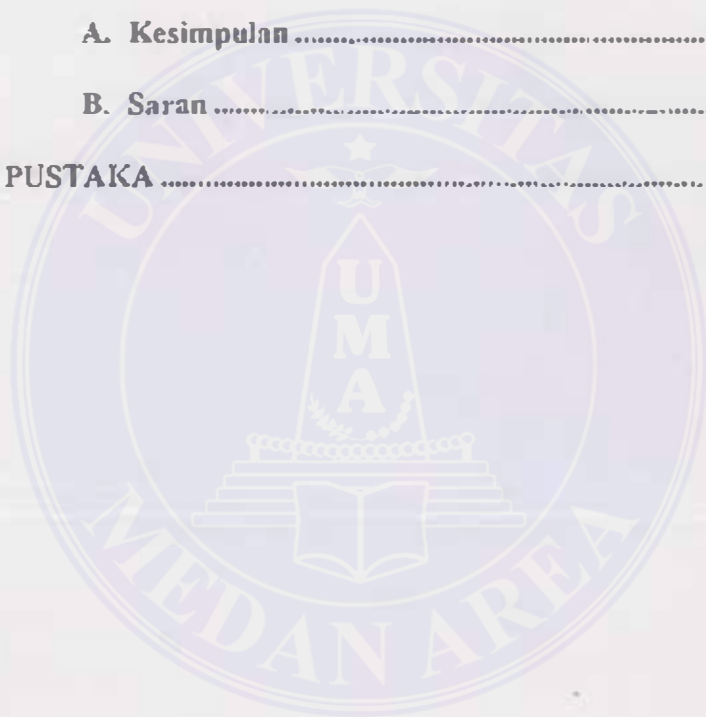 A. Kesimpulan ........................................
B. Saran ........................................
PUSTAKA ........................................
UNIVERSITAS
U
M
A
MEDAN AREA